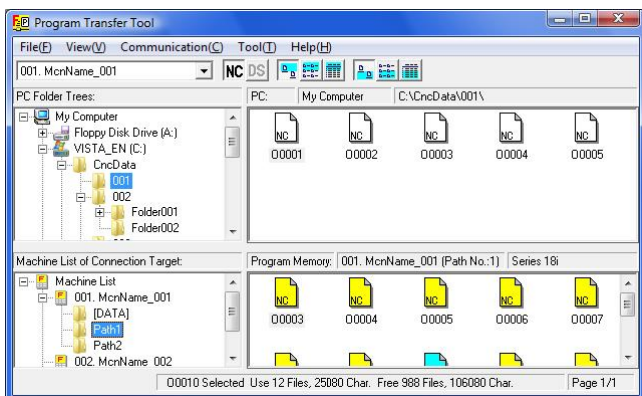 Program Transfer Tool
File(F) View(V) Communication(C) Tool(T) Help(H)
001. McnName_001 NC DS
PC Folder Trees: PC: My Computer C:\CncData\001\
My Computer
Floppy Disk Drive (A:)
VISTA_EN (C:)
CncData
001
002
Folder001
Folder002
NC NC NC NC NC
O0001 O0002 O0003 O0004 O0005
Machine List of Connection Target: Program Memory: 001. McnName_001 (Path No.:1) Series 18i
Machine List
001. McnName_001
[DATA]
Path1
Path2
002. McnName_002
NC NC NC NC NC
O0003 O0004 O0005 O0006 O0007
O0010 Selected Use 12 Files, 25080 Char. Free 988 Files, 106080 Char. Page 1/1